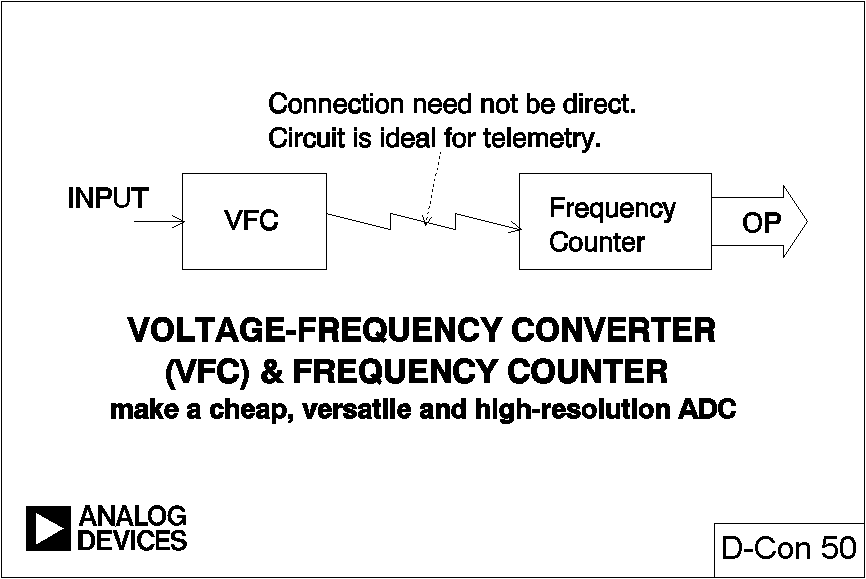 Connection need not be direct.
Circuit is ideal for telemetry.
INPUT
VFC
Frequency
Counter
OP
VOLTAGE-FREQUENCY CONVERTER
(VFC) & FREQUENCY COUNTER
make a cheap, versatile and high-resolution ADC
ANALOG
DEVICES
D-Con 50